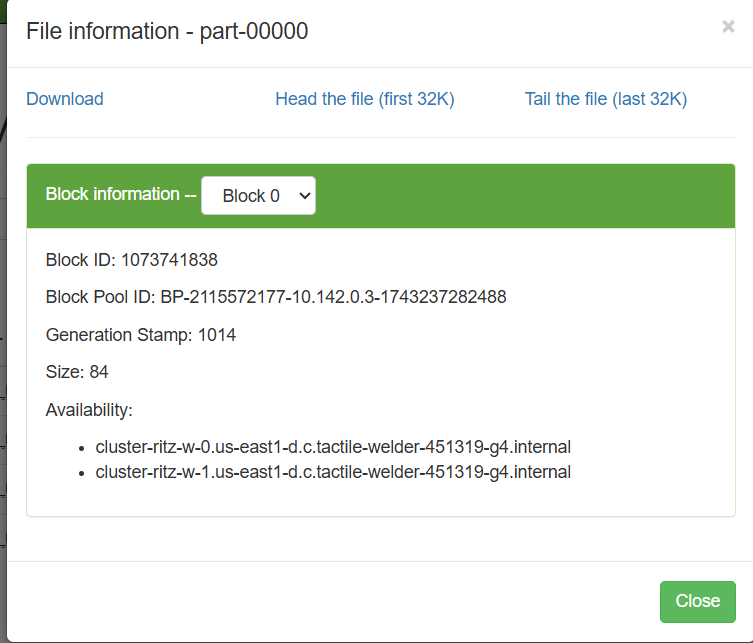 File information - part-00000
×
Download Head the file (first 32K) Tail the file (last 32K)
Block information -- Block 0
Block ID: 1073741838
Block Pool ID: BP-2115572177-10.142.0.3-1743237282488
Generation Stamp: 1014
Size: 84
Availability:
• cluster-ritz-w-0.us-east1-d.c.tactile-welder-451319-g4.internal
• cluster-ritz-w-1.us-east1-d.c.tactile-welder-451319-g4.internal
Close